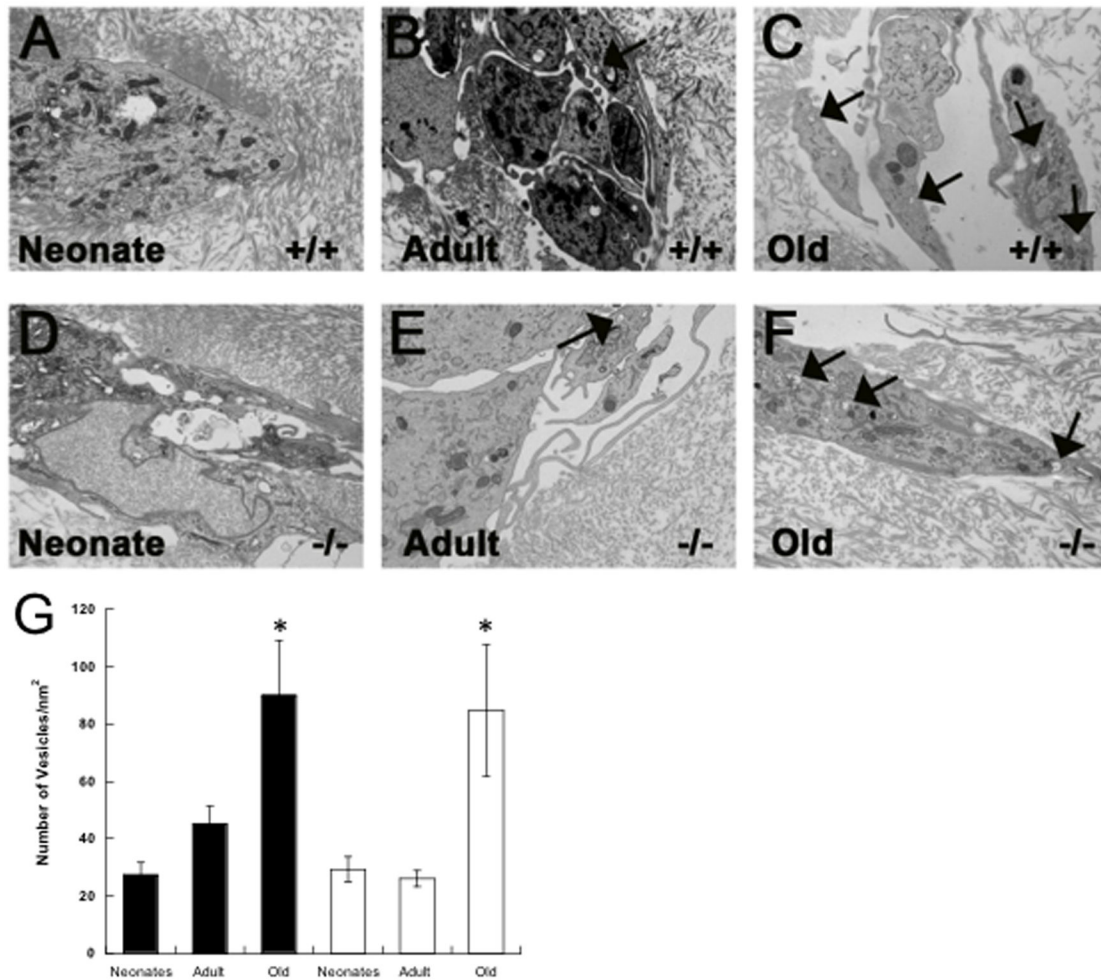 A
Neonate +/+
B
Adult +/+
C
Old +/+
D
Neonate -/-
E
Adult -/-
F
Old -/-
G
Number of Vesicles/nm²
120
100
80
60
40
20
0
* *
Neonates Adult Old Neonates Adult Old